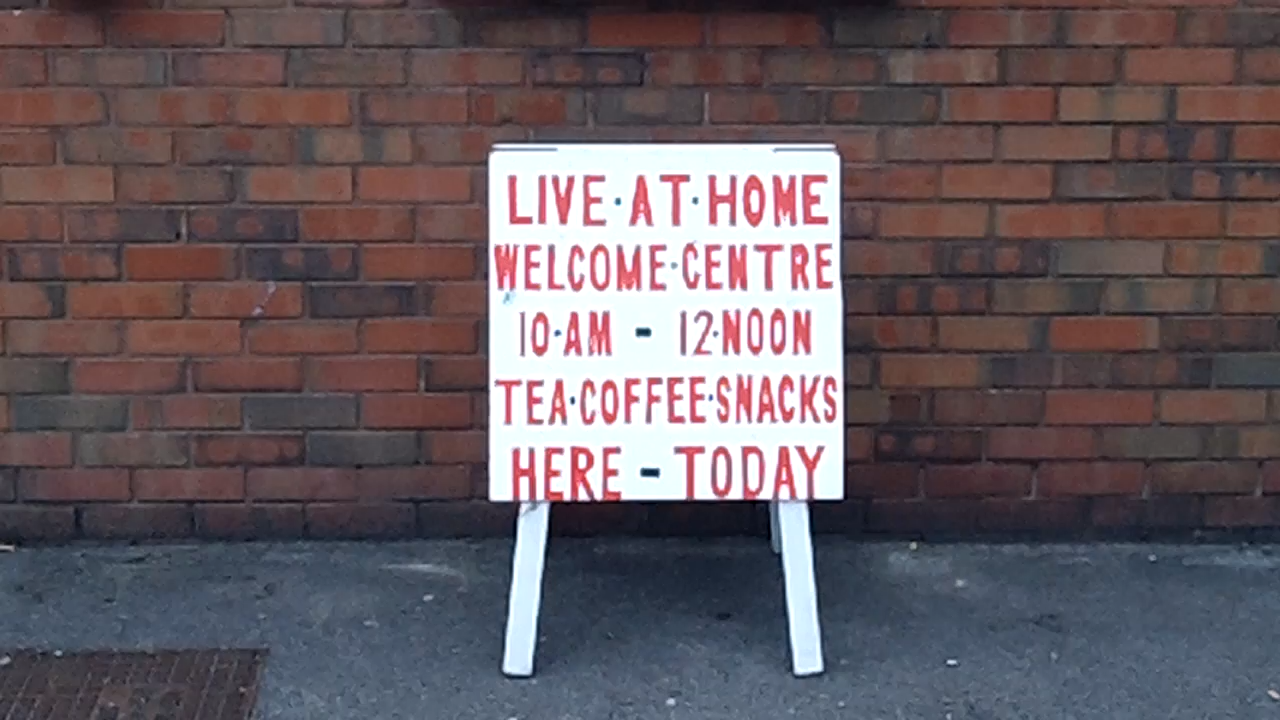 LIVE·AT·HOME
WELCOME·CENTRE
10·AM - 12·NOON
TEA·COFFEE·SNACKS
HERE - TODAY